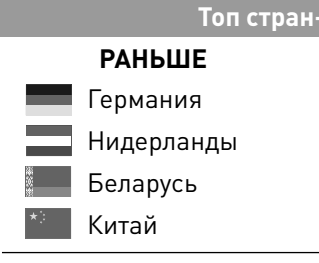 Топ стран-
РАНЬШЕ
Германия
Нидерланды
Беларусь
Китай